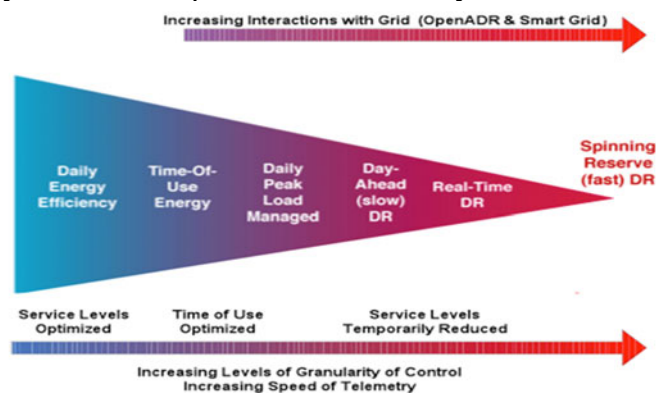 Increasing Interactions with Grid (OpenADR & Smart Grid)
Daily
Energy
Efficiency
Time-Of-
Use
Energy
Daily
Peak
Load
Managed
Day-
Ahead
(slow)
DR
Real-Time
DR
Spinning
Reserve
(fast) DR
Service Levels
Optimized
Time of Use
Optimized
Service Levels
Temporarily Reduced
Increasing Levels of Granularity of Control
Increasing Speed of Telemetry